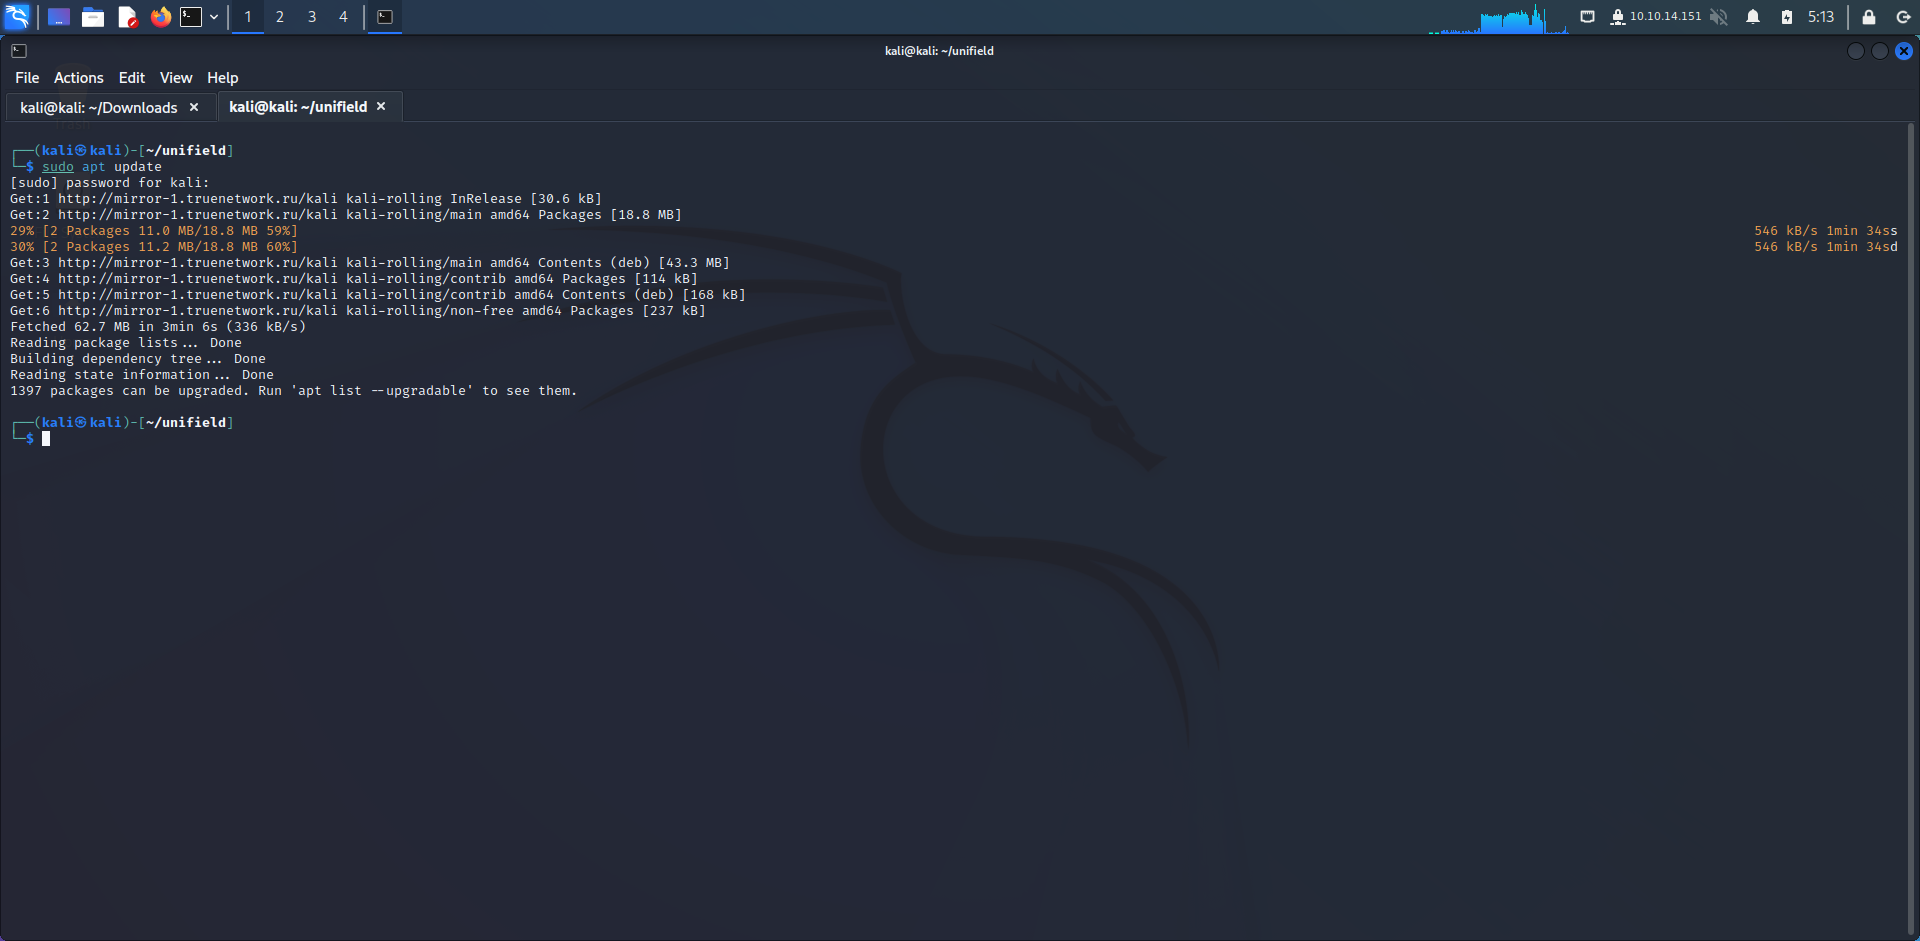 1 2 3 4 10.10.14.151 5:13
kali@kali: ~/unifield
File Actions Edit View Help
kali@kali: ~/Downloads × kali@kali: ~/unifield ×
┌──(kali㉿kali)-[~/unifield]
└─$ sudo apt update
[sudo] password for kali:
Get:1 http://mirror-1.truenetwork.ru/kali kali-rolling InRelease [30.6 kB]
Get:2 http://mirror-1.truenetwork.ru/kali kali-rolling/main amd64 Packages [18.8 MB]
29% [2 Packages 11.0 MB/18.8 MB 59%] 546 kB/s 1min 34ss
30% [2 Packages 11.2 MB/18.8 MB 60%] 546 kB/s 1min 34sd
Get:3 http://mirror-1.truenetwork.ru/kali kali-rolling/main amd64 Contents (deb) [43.3 MB]
Get:4 http://mirror-1.truenetwork.ru/kali kali-rolling/contrib amd64 Packages [114 kB]
Get:5 http://mirror-1.truenetwork.ru/kali kali-rolling/contrib amd64 Contents (deb) [168 kB]
Get:6 http://mirror-1.truenetwork.ru/kali kali-rolling/non-free amd64 Packages [237 kB]
Fetched 62.7 MB in 3min 6s (336 kB/s)
Reading package lists... Done
Building dependency tree... Done
Reading state information... Done
1397 packages can be upgraded. Run 'apt list --upgradable' to see them.
┌──(kali㉿kali)-[~/unifield]
└─$